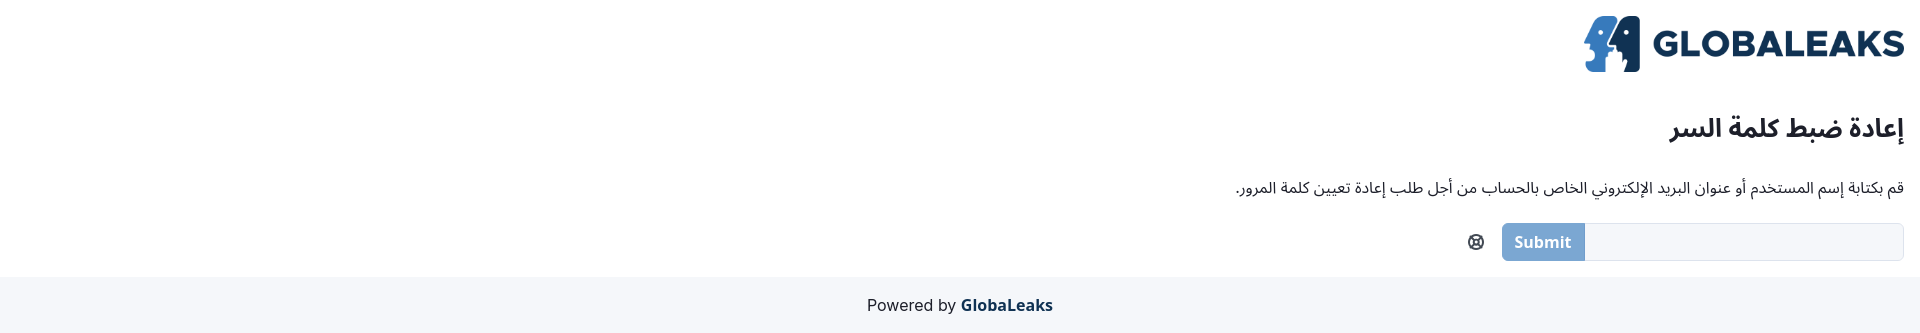 GLOBALEAKS
إعادة ضبط كلمة السر
قم بكتابة إسم المستخدم أو عنوان البريد الإلكتروني الخاص بالحساب من أجل طلب إعادة تعيين كلمة المرور.
Submit
Powered by GlobaLeaks